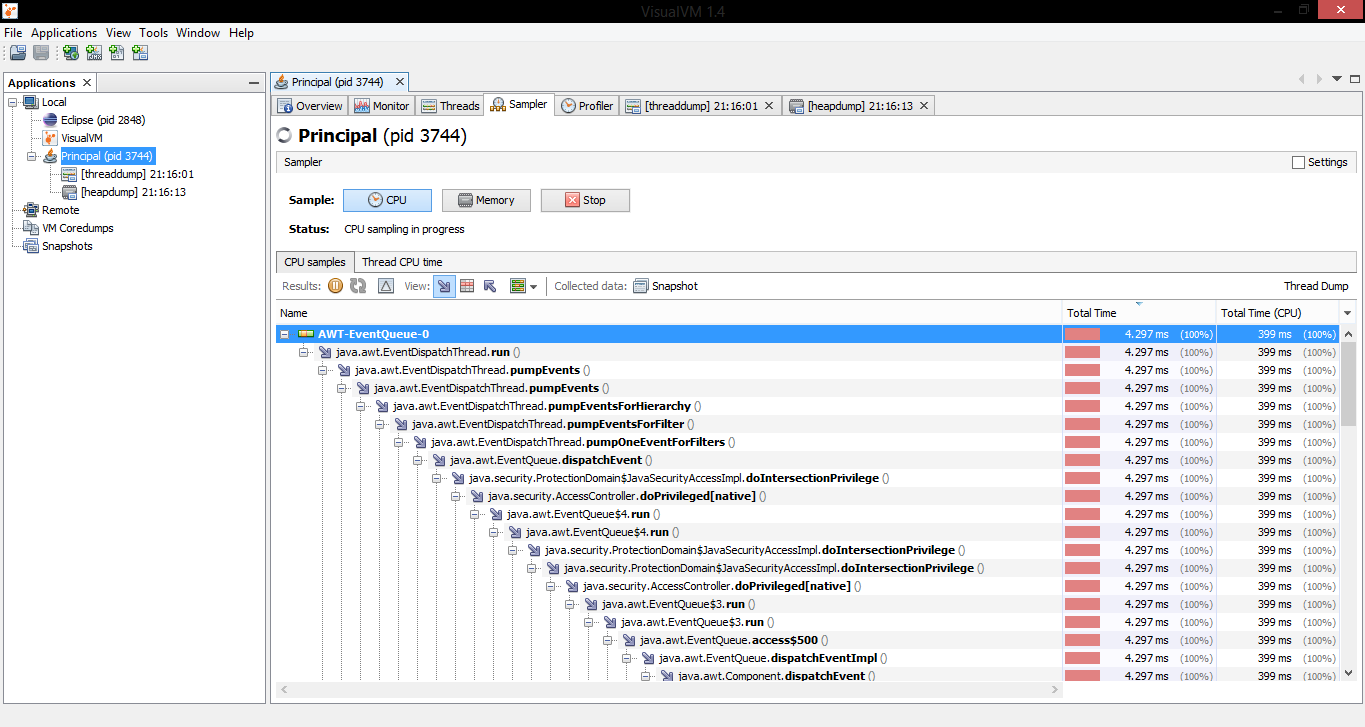 VisualVM 1.4
File Applications View Tools Window Help
Applications
Local
Eclipse (pid 2848)
VisualVM
Principal (pid 3744)
[threaddump] 21:16:01
[heapdump] 21:16:13
Remote
VM Coredumps
Snapshots
Principal (pid 3744)
Overview Monitor Threads Sampler Profiler [threaddump] 21:16:01 [heapdump] 21:16:13
Principal (pid 3744)
Sampler Settings
Sample: CPU Memory Stop
Status: CPU sampling in progress
CPU samples Thread CPU time
Results: View: Collected data: Snapshot Thread Dump
Name Total Time Total Time (CPU)
AWT-EventQueue-0 4.297 ms (100%) 399 ms (100%)
java.awt.EventDispatchThread.run () 4.297 ms (100%) 399 ms (100%)
java.awt.EventDispatchThread.pumpEvents () 4.297 ms (100%) 399 ms (100%)
java.awt.EventDispatchThread.pumpEvents () 4.297 ms (100%) 399 ms (100%)
java.awt.EventDispatchThread.pumpEventsForHierarchy () 4.297 ms (100%) 399 ms (100%)
java.awt.EventDispatchThread.pumpEventsForFilter () 4.297 ms (100%) 399 ms (100%)
java.awt.EventDispatchThread.pumpOneEventForFilters () 4.297 ms (100%) 399 ms (100%)
java.awt.EventQueue.dispatchEvent () 4.297 ms (100%) 399 ms (100%)
java.security.ProtectionDomain$JavaSecurityAccessImpl.doIntersectionPrivilege () 4.297 ms (100%) 399 ms (100%)
java.security.AccessController.doPrivileged[native] () 4.297 ms (100%) 399 ms (100%)
java.awt.EventQueue$4.run () 4.297 ms (100%) 399 ms (100%)
java.awt.EventQueue$4.run () 4.297 ms (100%) 399 ms (100%)
java.security.ProtectionDomain$JavaSecurityAccessImpl.doIntersectionPrivilege () 4.297 ms (100%) 399 ms (100%)
java.security.ProtectionDomain$JavaSecurityAccessImpl.doIntersectionPrivilege () 4.297 ms (100%) 399 ms (100%)
java.security.AccessController.doPrivileged[native] () 4.297 ms (100%) 399 ms (100%)
java.awt.EventQueue$3.run () 4.297 ms (100%) 399 ms (100%)
java.awt.EventQueue$3.run () 4.297 ms (100%) 399 ms (100%)
java.awt.EventQueue.access$500 () 4.297 ms (100%) 399 ms (100%)
java.awt.EventQueue.dispatchEventImpl () 4.297 ms (100%) 399 ms (100%)
java.awt.Component.dispatchEvent () 4.297 ms (100%) 399 ms (100%)